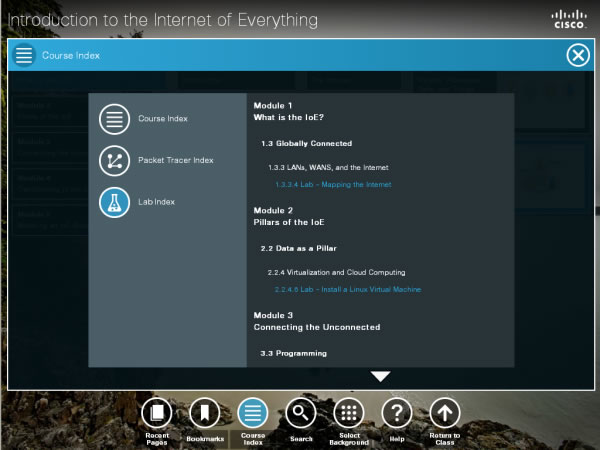 Introduction to the Internet of Everything
CISCO
Course Index
Course Index
Packet Tracer Index
Lab Index
Module 1
What is the IoE?
1.3 Globally Connected
1.3.3 LANs, WANS, and the Internet
1.3.3.4 Lab – Mapping the Internet
Module 2
Pillars of the IoE
2.2 Data as a Pillar
2.2.4 Virtualization and Cloud Computing
2.2.4.8 Lab – Install a Linux Virtual Machine
Module 3
Connecting the Unconnected
3.3 Programming
Recent
Pages
Bookmarks
Course
Index
Search
Select
Background
Help
Return to
Class